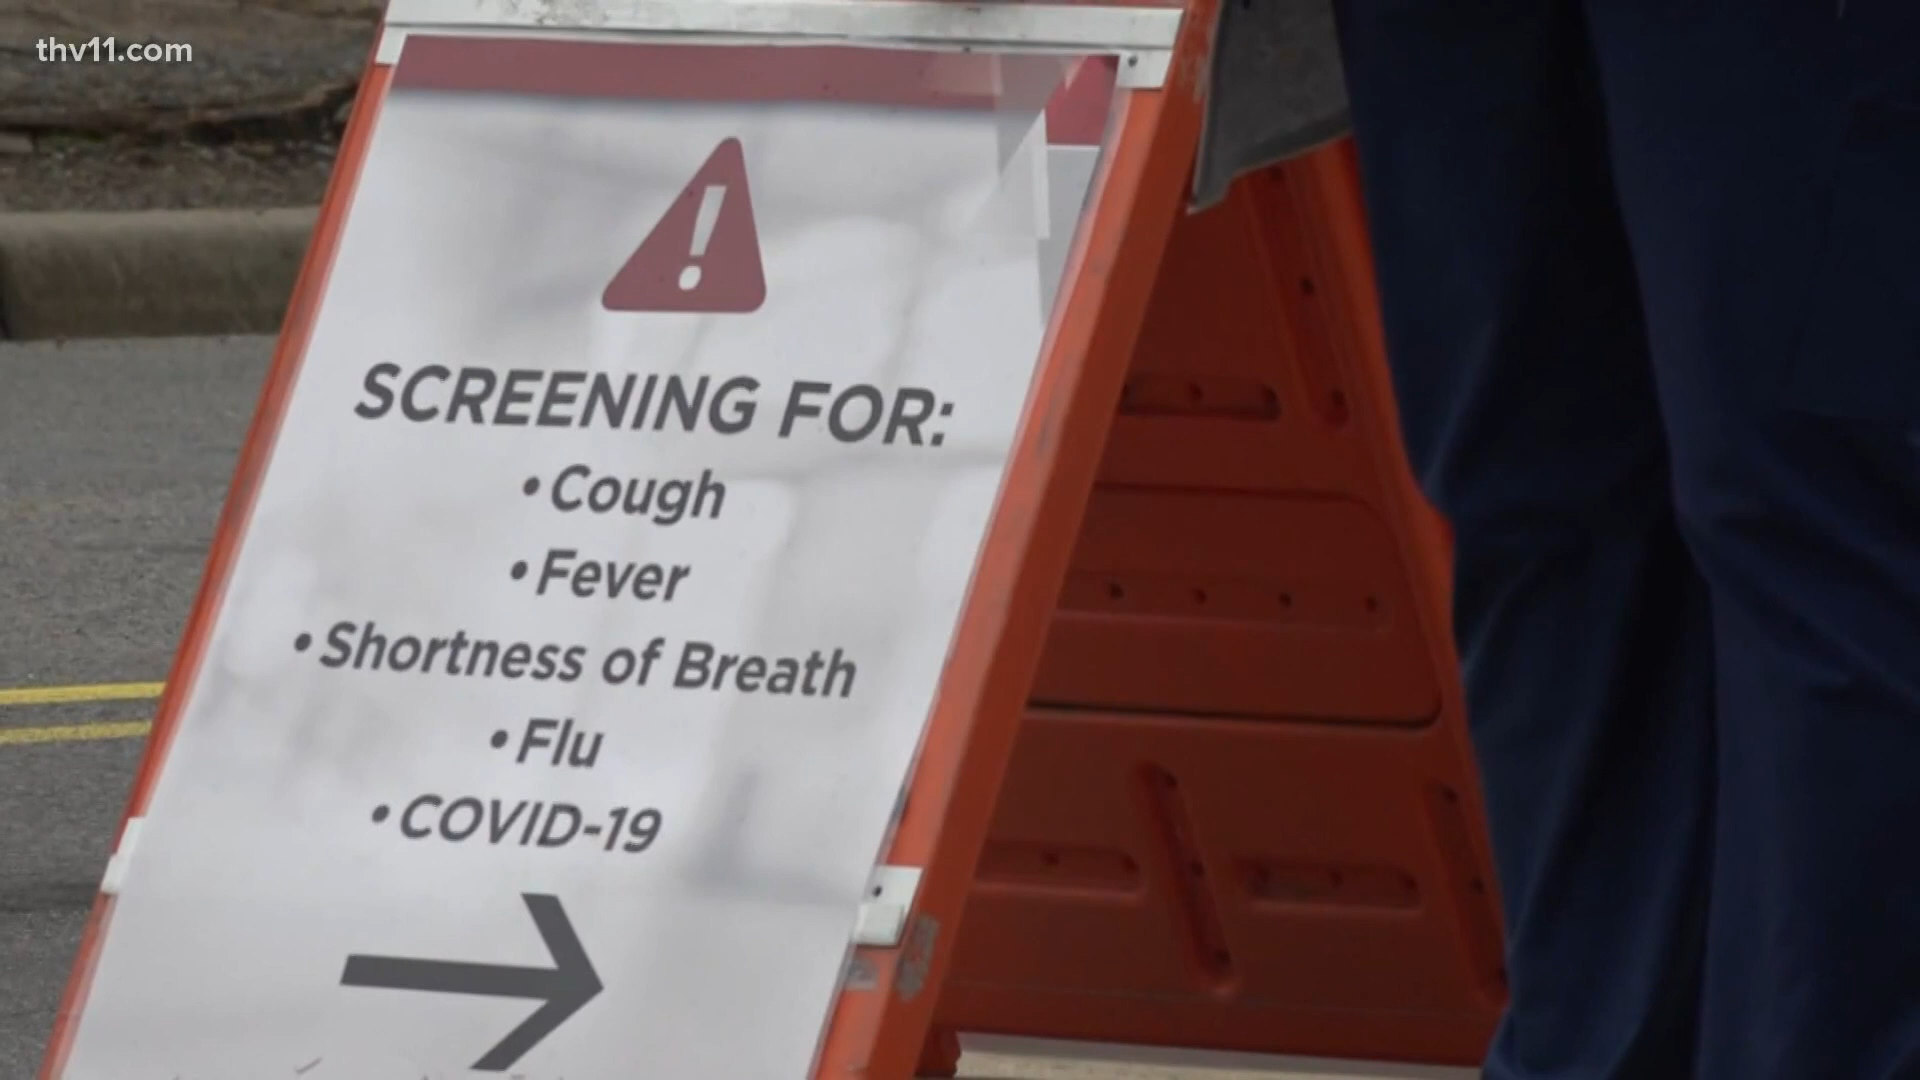 thv11.com
!
SCREENING FOR:
• Cough
• Fever
• Shortness of Breath
• Flu
• COVID-19